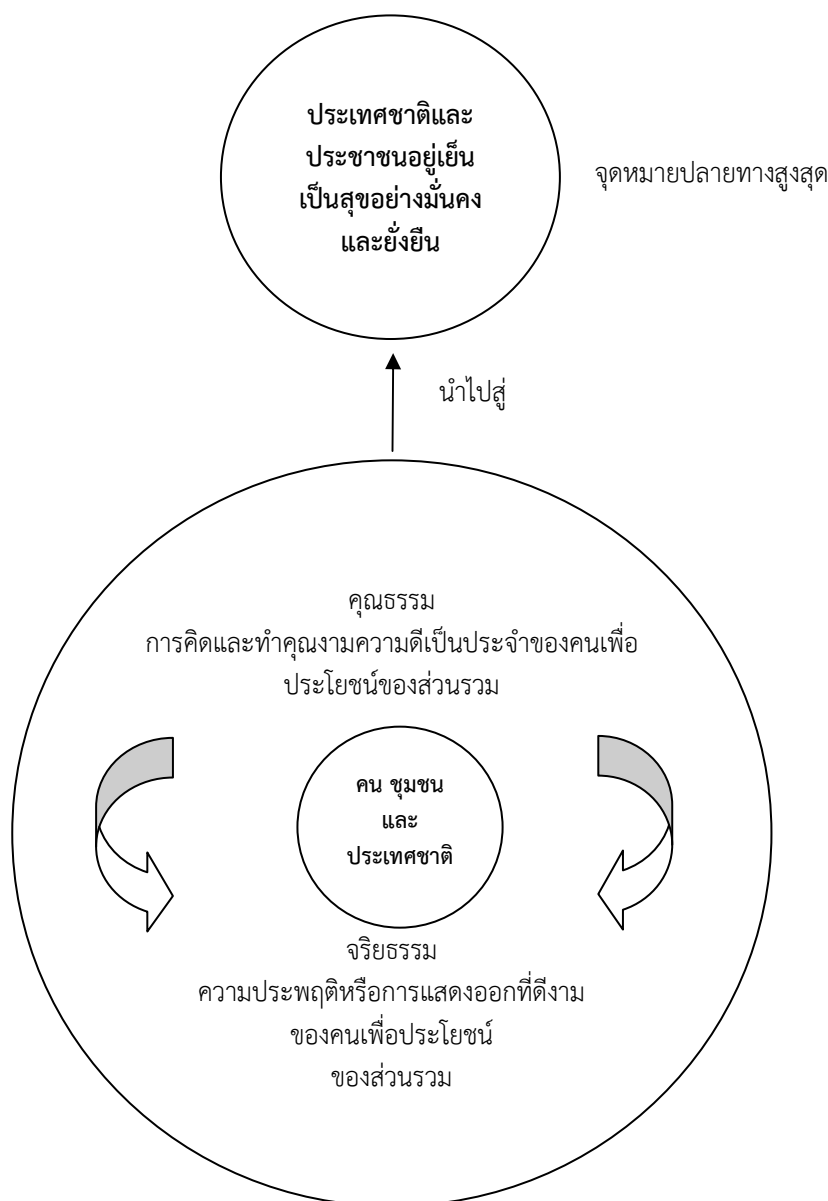 ประเทศชาติและ
ประชาชนอยู่เย็น
เป็นสุขอย่างมั่นคง
และยั่งยืน
จุดหมายปลายทางสูงสุด
นำไปสู่
คุณธรรม
การคิดและทำคุณงามความดีเป็นประจำของคนเพื่อ
ประโยชน์ของส่วนรวม
คน ชุมชน
และ
ประเทศชาติ
จริยธรรม
ความประพฤติหรือการแสดงออกที่ดีงาม
ของคนเพื่อประโยชน์
ของส่วนรวม